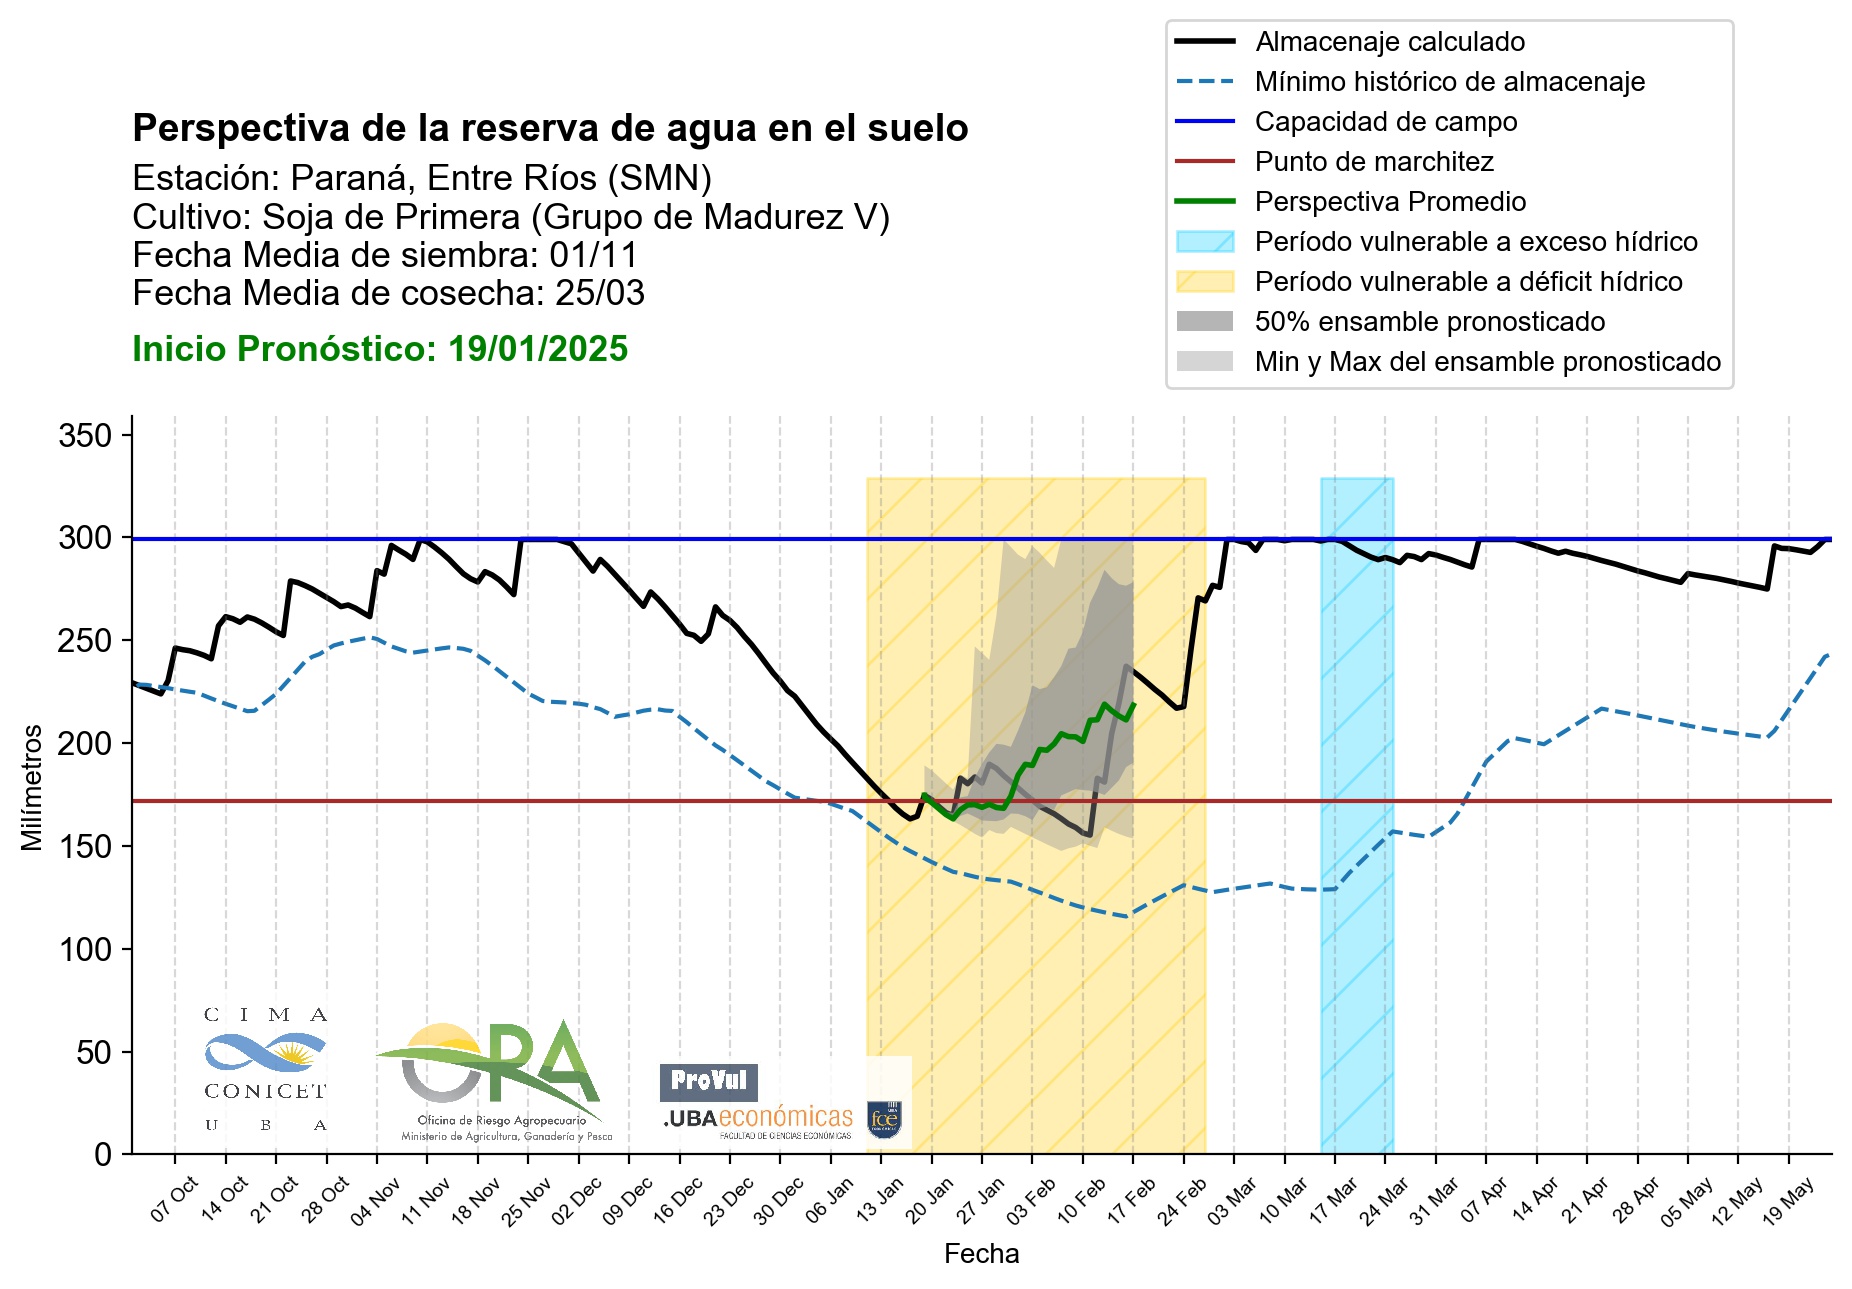 Almacenaje calculado
Mínimo histórico de almacenaje
Capacidad de campo
Punto de marchitez
Perspectiva Promedio
Período vulnerable a exceso hídrico
Período vulnerable a déficit hídrico
50% ensamble pronosticado
Min y Max del ensamble pronosticado
Perspectiva de la reserva de agua en el suelo
Estación: Paraná, Entre Ríos (SMN)
Cultivo: Soja de Primera (Grupo de Madurez V)
Fecha Media de siembra: 01/11
Fecha Media de cosecha: 25/03
Inicio Pronóstico: 19/01/2025
Milímetros
350
300
250
200
150
100
50
0
CIMA
CONICET
UBA
OPA
Oficina de Riesgo Agropecuario
Ministerio de Agricultura, Ganadería y Pesca
ProVul
.UBAeconómicas
FACULTAD DE CIENCIAS ECONÓMICAS
UBA
fce
07 Oct
14 Oct
21 Oct
28 Oct
04 Nov
11 Nov
18 Nov
25 Nov
02 Dec
09 Dec
16 Dec
23 Dec
30 Dec
06 Jan
13 Jan
20 Jan
27 Jan
03 Feb
10 Feb
17 Feb
24 Feb
03 Mar
10 Mar
17 Mar
24 Mar
31 Mar
07 Apr
14 Apr
21 Apr
28 Apr
05 May
12 May
19 May
Fecha